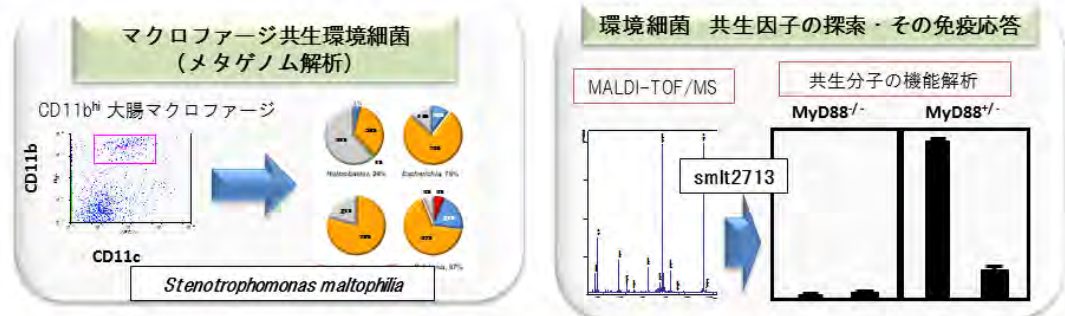 マクロファージ共生環境細菌
（メタゲノム解析）
CD11bʰⁱ 大腸マクロファージ
CD11b
CD11c
Escherichia, 76%
Stenotrophomonas maltophilia
環境細菌 共生因子の探索・その免疫応答
MALDI-TOF/MS
共生分子の機能解析
MyD88⁻/⁻
MyD88⁺/⁻
smlt2713